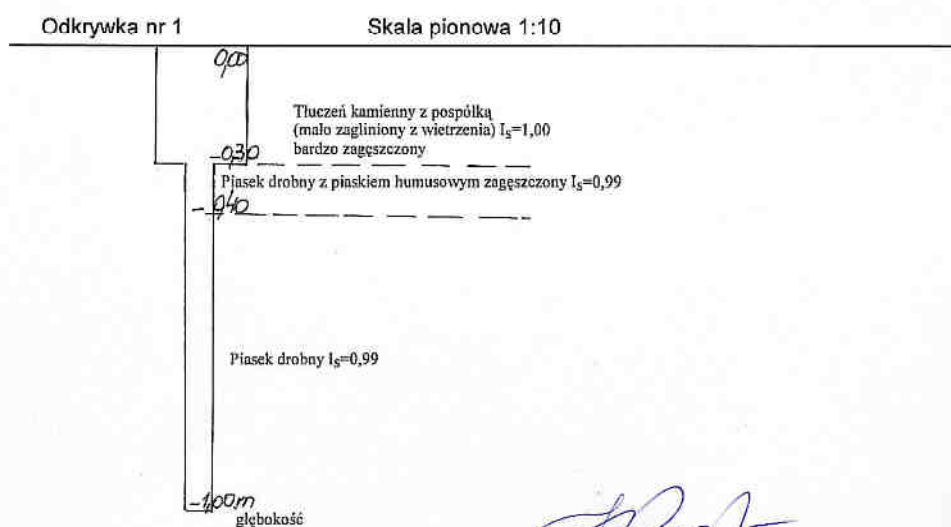 Odkrywka nr 1 Skala pionowa 1:10
0,00
Tłuczeń kamienny z pospółką
(mało zagliniony z wietrzenia) Is=1,00
bardzo zagęszczony
-0,30
Piasek drobny z piaskiem humusowym zagęszczony Is=0,99
-0,40
Piasek drobny Is=0,99
-1,00m
głębokość